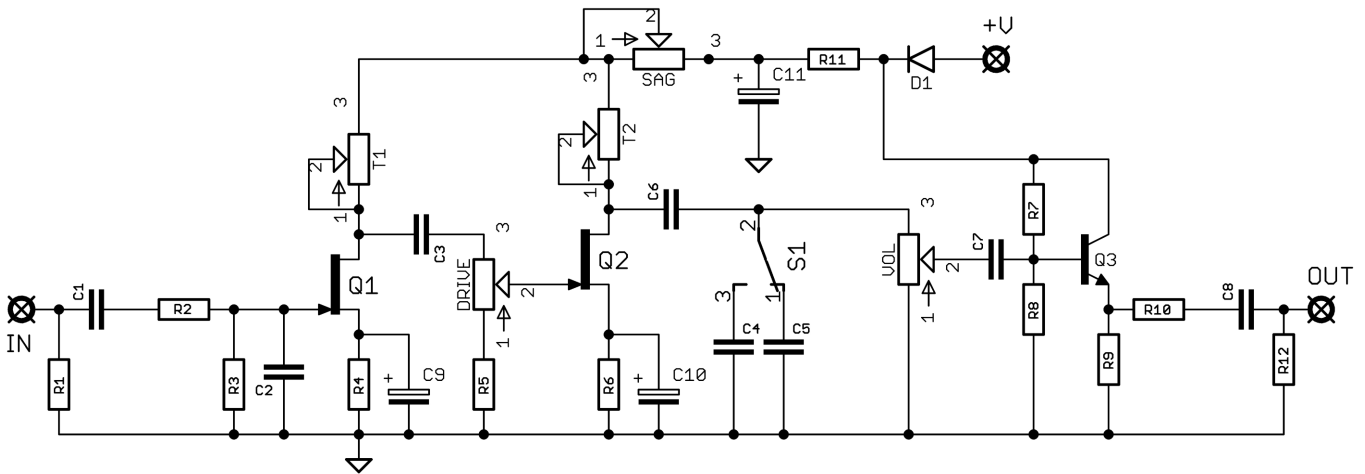 +V
2
1
3
SAG
C11
R11
D1
3
2
T1
1
3
2
T2
1
C6
C3
3
DRIVE
2
1
Q1
Q2
2
S1
3
1
C4
C5
3
VOL
2
1
C7
R7
R8
Q3
R9
R10
C8
OUT
R12
IN
C1
R1
R2
R3
C2
R4
+
C9
R5
R6
+
C10
+